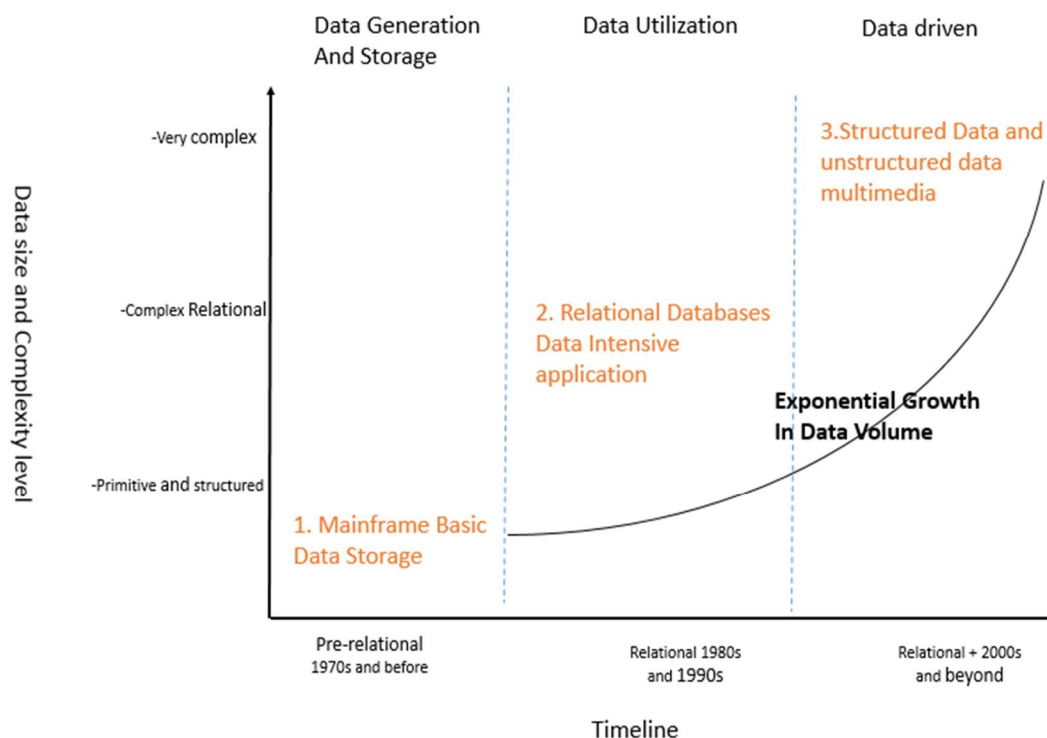 Data Generation
And Storage
Data Utilization
Data driven
Data size and Complexity level
-Very complex
-Complex Relational
-Primitive and structured
1. Mainframe Basic
Data Storage
2. Relational Databases
Data Intensive
application
3.Structured Data and
unstructured data
multimedia
Exponential Growth
In Data Volume
Pre-relational
1970s and before
Relational 1980s
and 1990s
Relational + 2000s
and beyond
Timeline